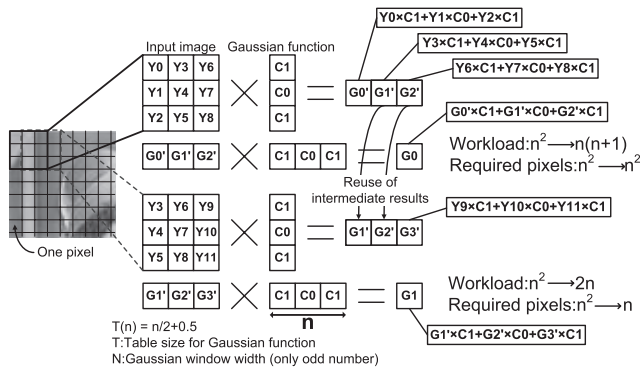 Y0×C1+Y1×C0+Y2×C1
Input image Gaussian function
Y3×C1+Y4×C0+Y5×C1
Y0 Y3 Y6 C1
Y6×C1+Y7×C0+Y8×C1
Y1 Y4 Y7 C0 G0' G1' G2'
Y2 Y5 Y8 C1
G0'×C1+G1'×C0+G2'×C1
G0' G1' G2' C1 C0 C1 G0
Workload:n²→n(n+1)
Required pixels:n²→n²
Reuse of
intermediate results
Y3 Y6 Y9 C1
Y9×C1+Y10×C0+Y11×C1
Y4 Y7 Y10 C0 G1' G2' G3'
Y5 Y8 Y11 C1
One pixel
G1' G2' G3' C1 C0 C1 G1
Workload:n²→2n
Required pixels:n²→n
n
T(n) = n/2+0.5
T:Table size for Gaussian function
N:Gaussian window width (only odd number)
G1'×C1+G2'×C0+G3'×C1